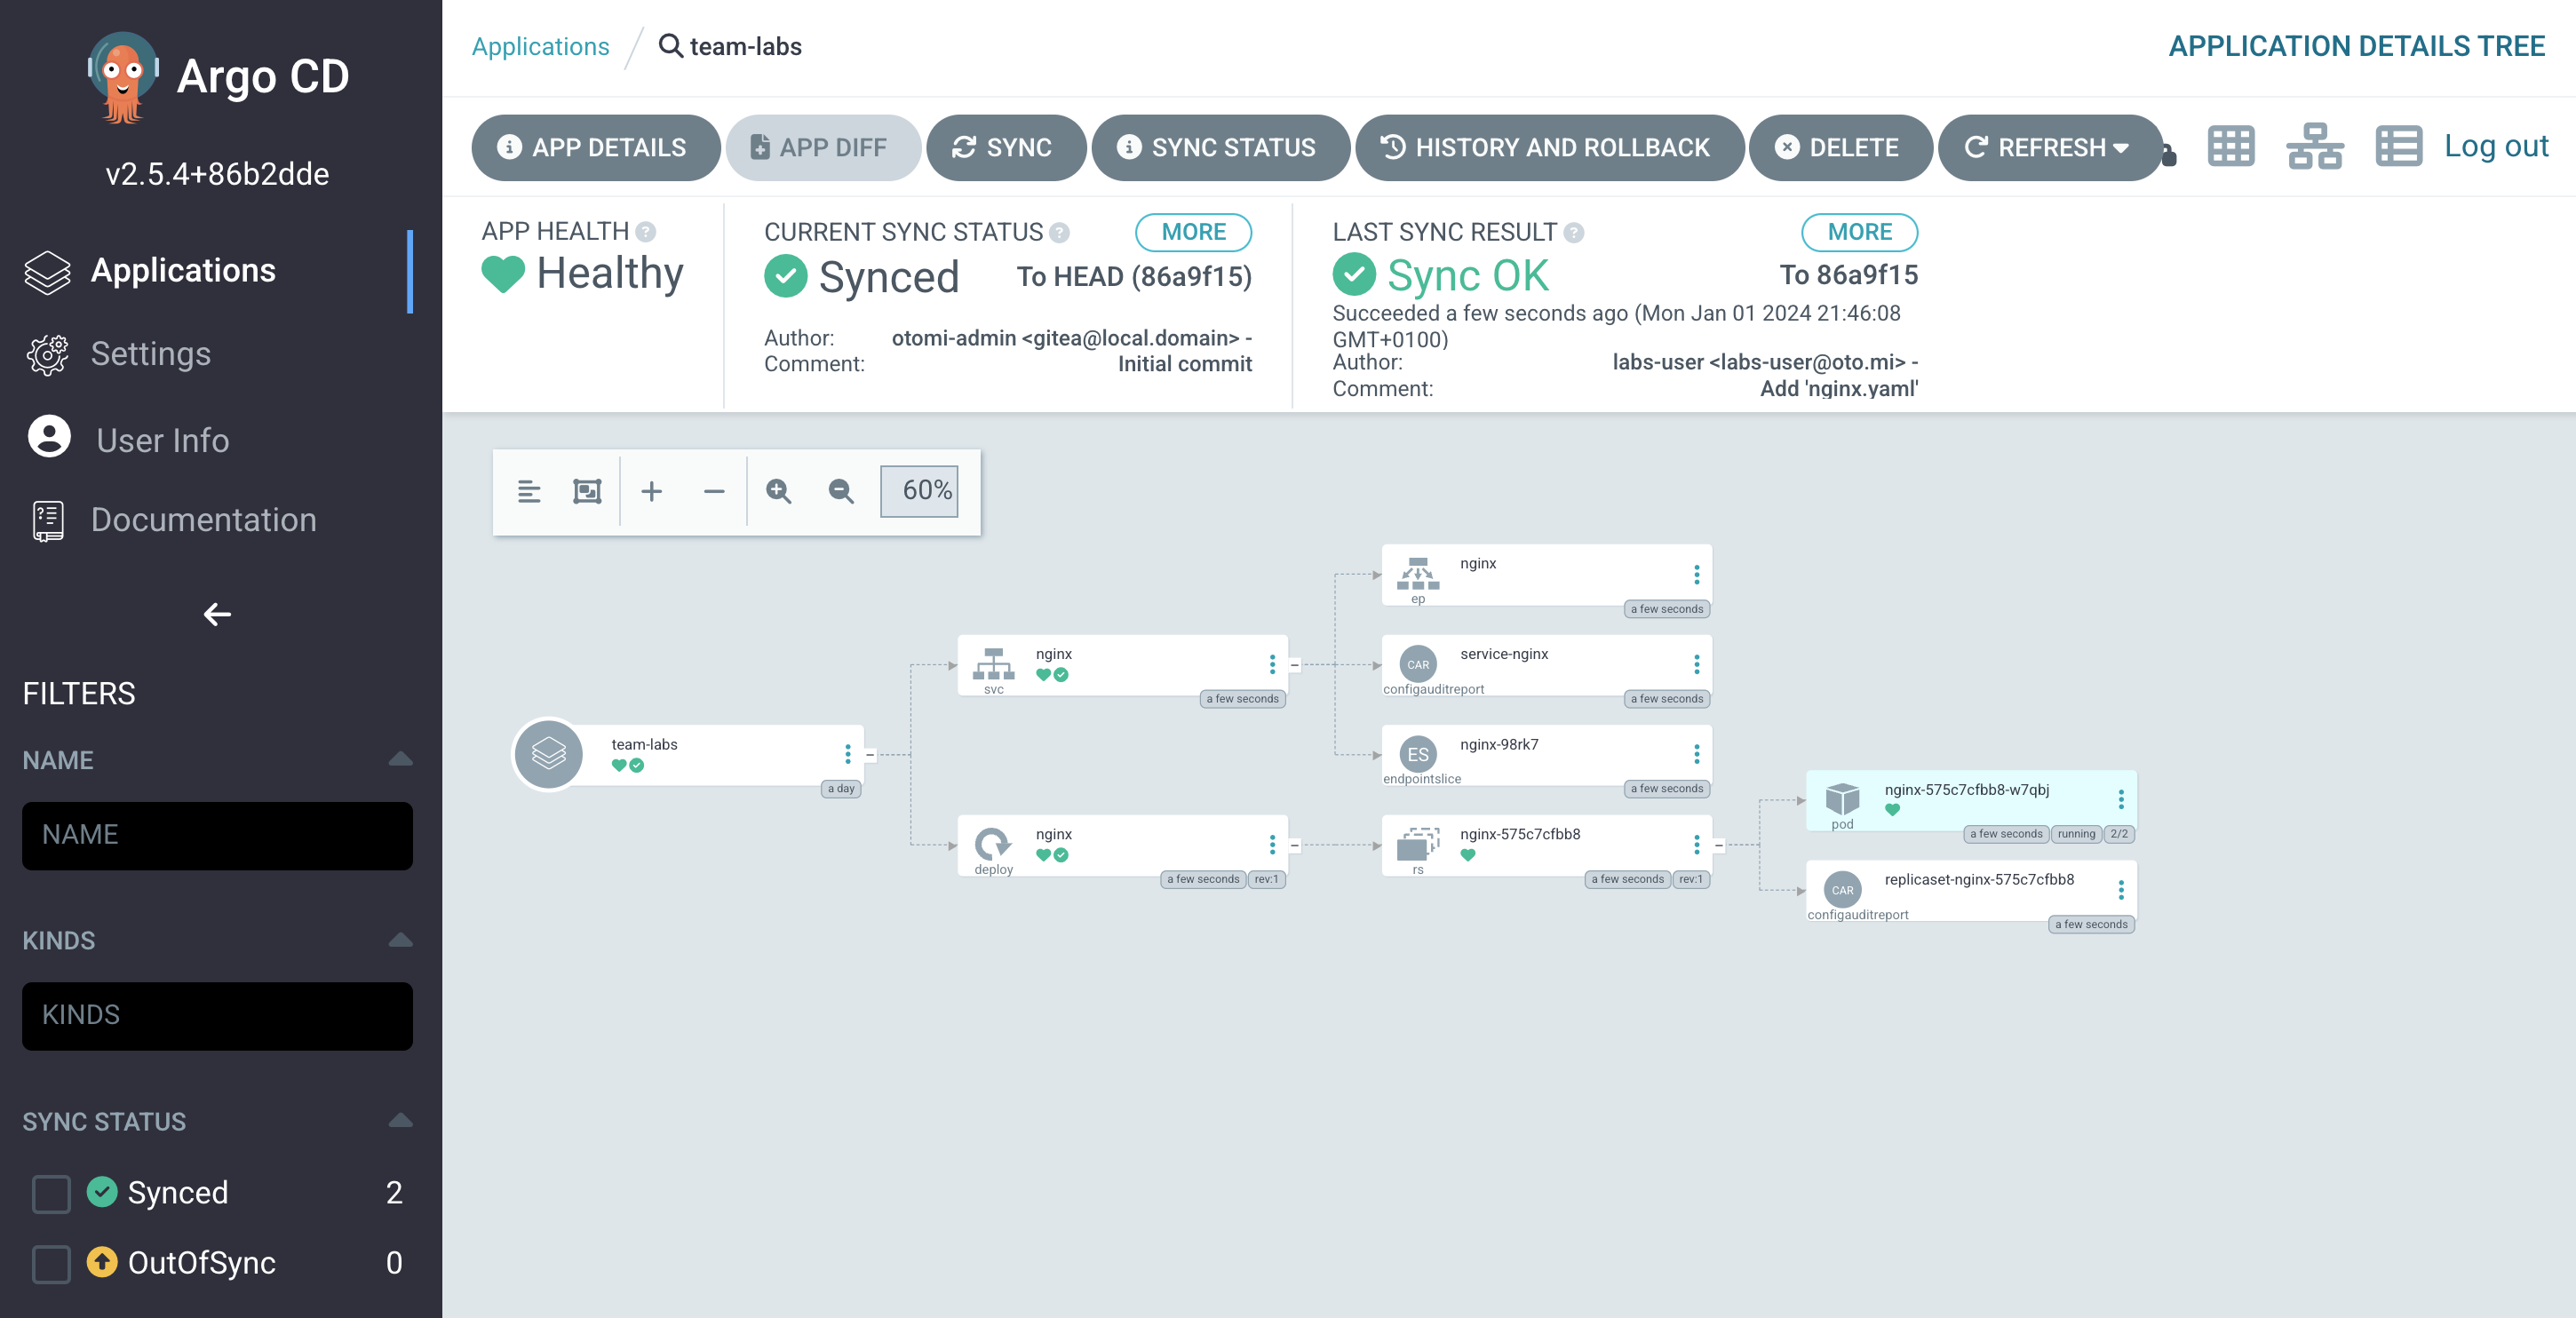 Argo CD
v2.5.4+86b2dde
Applications
Settings
User Info
Documentation
FILTERS
NAME
NAME
KINDS
KINDS
SYNC STATUS
Synced 2
OutOfSync 0
Applications / team-labs
APPLICATION DETAILS TREE
APP DETAILS APP DIFF SYNC SYNC STATUS HISTORY AND ROLLBACK DELETE REFRESH Log out
APP HEALTH ?
Healthy
CURRENT SYNC STATUS ? MORE
Synced To HEAD (86a9f15)
Author: otomi-admin <gitea@local.domain> -
Comment: Initial commit
LAST SYNC RESULT ? MORE
Sync OK To 86a9f15
Succeeded a few seconds ago (Mon Jan 01 2024 21:46:08
GMT+0100)
Author: labs-user <labs-user@oto.mi> -
Comment: Add 'nginx.yaml'
60%
team-labs
a day
nginx
svc
a few seconds
nginx
deploy
a few seconds rev:1
nginx
ep
a few seconds
CAR
service-nginx
configauditreport
a few seconds
ES
nginx-98rk7
endpointslice
a few seconds
nginx-575c7cfbb8
rs
a few seconds rev:1
nginx-575c7cfbb8-w7qbj
pod
a few seconds running 2/2
CAR
replicaset-nginx-575c7cfbb8
configauditreport
a few seconds